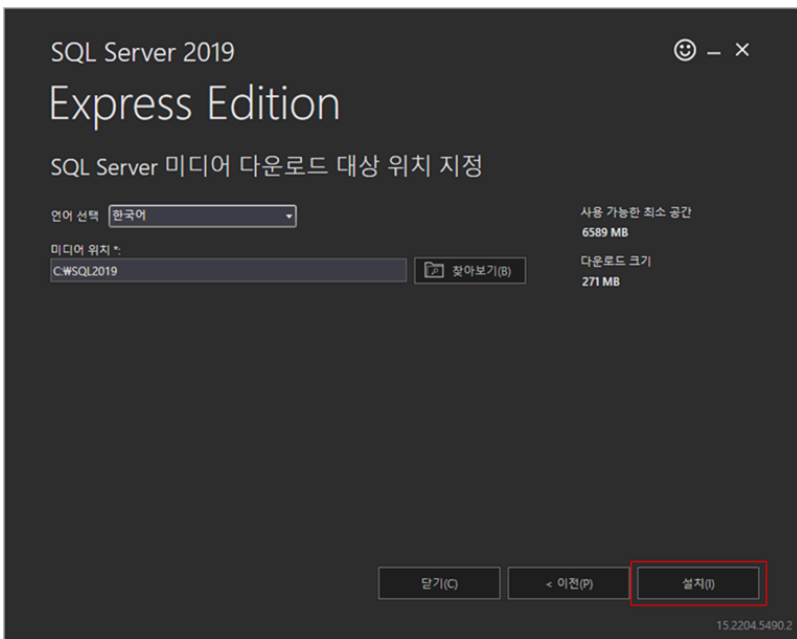 SQL Server 2019
Express Edition
SQL Server 미디어 다운로드 대상 위치 지정
언어 선택 한국어
사용 가능한 최소 공간
6589 MB
미디어 위치 *:
C:₩SQL2019
찾아보기(B)
다운로드 크기
271 MB
닫기(C)
< 이전(P)
설치(I)
15.2204.5490.2